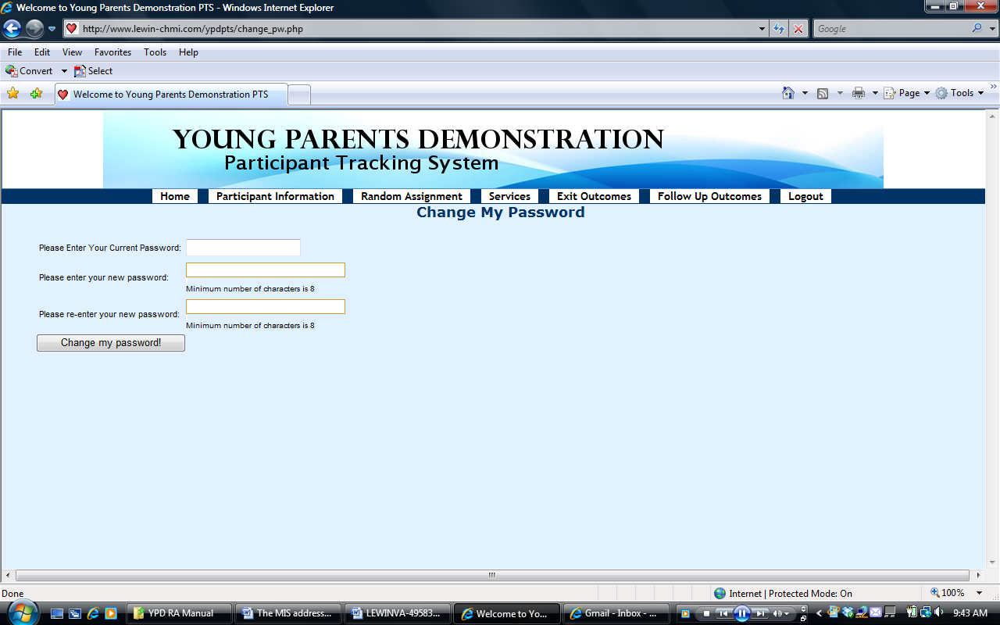 Welcome to Young Parents Demonstration PTS - Windows Internet Explorer
http://www.lewin-chmi.com/ypdpts/change_pw.php
Google
File Edit View Favorites Tools Help
Convert Select
Welcome to Young Parents Demonstration PTS
Page Tools
YOUNG PARENTS DEMONSTRATION
Participant Tracking System
Home Participant Information Random Assignment Services Exit Outcomes Follow Up Outcomes Logout
Change My Password
Please Enter Your Current Password:
Please enter your new password:
Minimum number of characters is 8
Please re-enter your new password:
Minimum number of characters is 8
Change my password!
Done Internet | Protected Mode: On 100%
YPD RA Manual The MIS address... LEWINVA-49583... Welcome to Yo... Gmail - Inbox - ... 9:43 AM